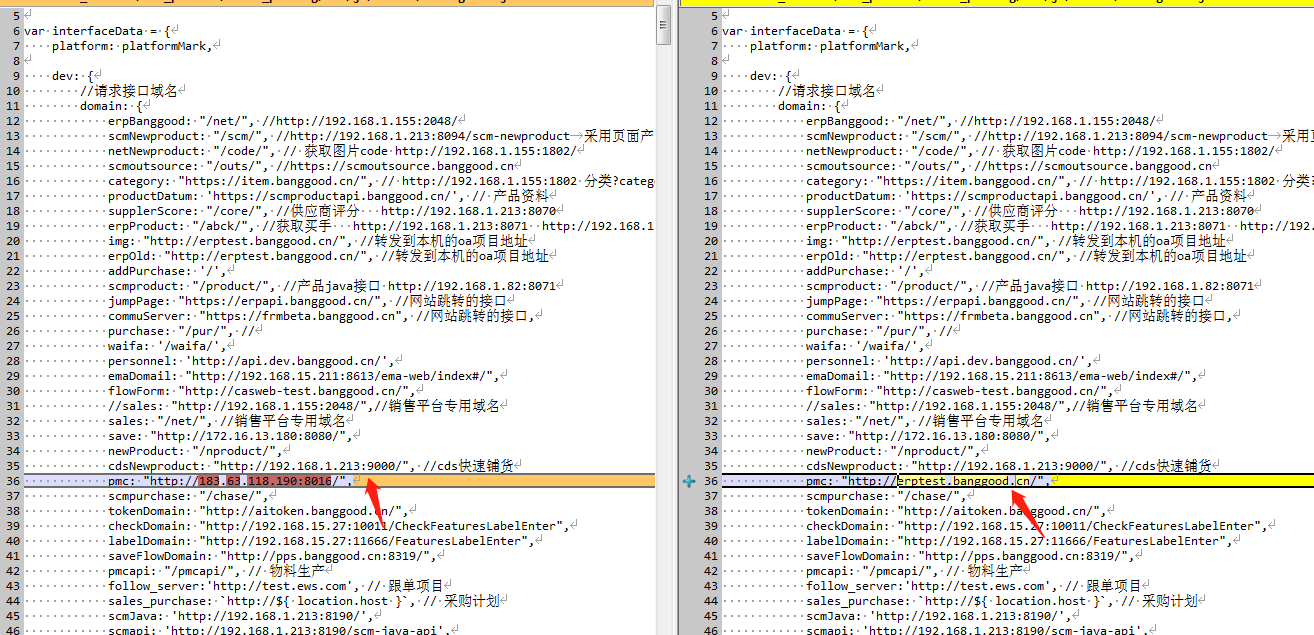 5
6 var interfaceData = {
7 platform: platformMark,
8
9 dev: {
10 //请求接口域名
11 domain: {
12 erpBanggood: "/net/", //http://192.168.1.155:2048/
13 scmNewproduct: "/scm/", //http://192.168.1.213:8094/scm-newproduct 采用页面产
14 netNewproduct: "/code/", // 获取图片code http://192.168.1.155:1802/
15 scmoutsource: "/outs/", //https://scmoutsource.banggood.cn
16 category: "https://item.banggood.cn/", // http://192.168.1.155:1802 分类?categ
17 productDatum: 'https://scmproductapi.banggood.cn/', // 产品资料
18 supplerScore: "/core/", //供应商评分 http://192.168.1.213:8070
19 erpProduct: "/abck/", //获取买手 http://192.168.1.213:8071 http://192.168.1
20 img: "http://erptest.banggood.cn/", //转发到本机的oa项目地址
21 erpOld: "http://erptest.banggood.cn/", //转发到本机的oa项目地址
22 addPurchase: '/',
23 scmproduct: "/product/", //产品java接口 http://192.168.1.82:8071
24 jumpPage: "https://erpapi.banggood.cn/", //网站跳转的接口
25 commuServer: "https://frmbeta.banggood.cn", //网站跳转的接口,
26 purchase: "/pur/", //
27 waifa: '/waifa/',
28 personnel: 'http://api.dev.banggood.cn/',
29 emaDomail: "http://192.168.15.211:8613/ema-web/index#/",
30 flowForm: "http://casweb-test.banggood.cn/",
31 //sales: "http://192.168.1.155:2048/",//销售平台专用域名
32 sales: "/net/", //销售平台专用域名
33 save: "http://172.16.13.180:8080/",
34 newProduct: "/nproduct/",
35 cdsNewproduct: "http://192.168.1.213:9000/", //cds快速铺货
36 pmc: "http://183.63.118.190:8016/",
37 scmpurchase: "/chase/",
38 tokenDomain: "http://aitoken.banggood.cn/",
39 checkDomain: "http://192.168.15.27:10011/CheckFeaturesLabelEnter",
40 labelDomain: "http://192.168.15.27:11666/FeaturesLabelEnter",
41 saveFlowDomain: "http://pps.banggood.cn:8319/",
42 pmcapi: "/pmcapi/", // 物料生产
43 follow_server:'http://test.ews.com', // 跟单项目
44 sales_purchase: `http://${ location.host }`, // 采购计划
45 scmJava: 'http://192.168.1.213:8190/',
46 scmapi: 'http://192.168.1.213:8190/scm-java-api',
5
6 var interfaceData = {
7 platform: platformMark,
8
9 dev: {
10 //请求接口域名
11 domain: {
12 erpBanggood: "/net/", //http://192.168.1.155:2048/
13 scmNewproduct: "/scm/", //http://192.168.1.213:8094/scm-newproduct 采用
14 netNewproduct: "/code/", // 获取图片code http://192.168.1.155:1802/
15 scmoutsource: "/outs/", //https://scmoutsource.banggood.cn
16 category: "https://item.banggood.cn/", // http://192.168.1.155:1802 分类?
17 productDatum: 'https://scmproductapi.banggood.cn/', // 产品资料
18 supplerScore: "/core/", //供应商评分 http://192.168.1.213:8070
19 erpProduct: "/abck/", //获取买手 http://192.168.1.213:8071 http://192.
20 img: "http://erptest.banggood.cn/", //转发到本机的oa项目地址
21 erpOld: "http://erptest.banggood.cn/", //转发到本机的oa项目地址
22 addPurchase: '/',
23 scmproduct: "/product/", //产品java接口 http://192.168.1.82:8071
24 jumpPage: "https://erpapi.banggood.cn/", //网站跳转的接口
25 commuServer: "https://frmbeta.banggood.cn", //网站跳转的接口,
26 purchase: "/pur/", //
27 waifa: '/waifa/',
28 personnel: 'http://api.dev.banggood.cn/',
29 emaDomail: "http://192.168.15.211:8613/ema-web/index#/",
30 flowForm: "http://casweb-test.banggood.cn/",
31 //sales: "http://192.168.1.155:2048/",//销售平台专用域名
32 sales: "/net/", //销售平台专用域名
33 save: "http://172.16.13.180:8080/",
34 newProduct: "/nproduct/",
35 cdsNewproduct: "http://192.168.1.213:9000/", //cds快速铺货
36 pmc: "http://erptest.banggood.cn/",
37 scmpurchase: "/chase/",
38 tokenDomain: "http://aitoken.banggood.cn/",
39 checkDomain: "http://192.168.15.27:10011/CheckFeaturesLabelEnter",
40 labelDomain: "http://192.168.15.27:11666/FeaturesLabelEnter",
41 saveFlowDomain: "http://pps.banggood.cn:8319/",
42 pmcapi: "/pmcapi/", // 物料生产
43 follow_server:'http://test.ews.com', // 跟单项目
44 sales_purchase: `http://${ location.host }`, // 采购计划
45 scmJava: 'http://192.168.1.213:8190/',
46 scmapi: 'http://192.168.1.213:8190/scm-java-api',